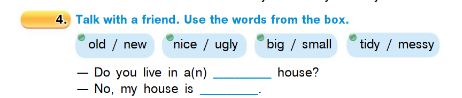 4. Talk with a friend. Use the words from the box.
old / new nice / ugly big / small tidy / messy
— Do you live in a(n) ________ house?
— No, my house is ________.